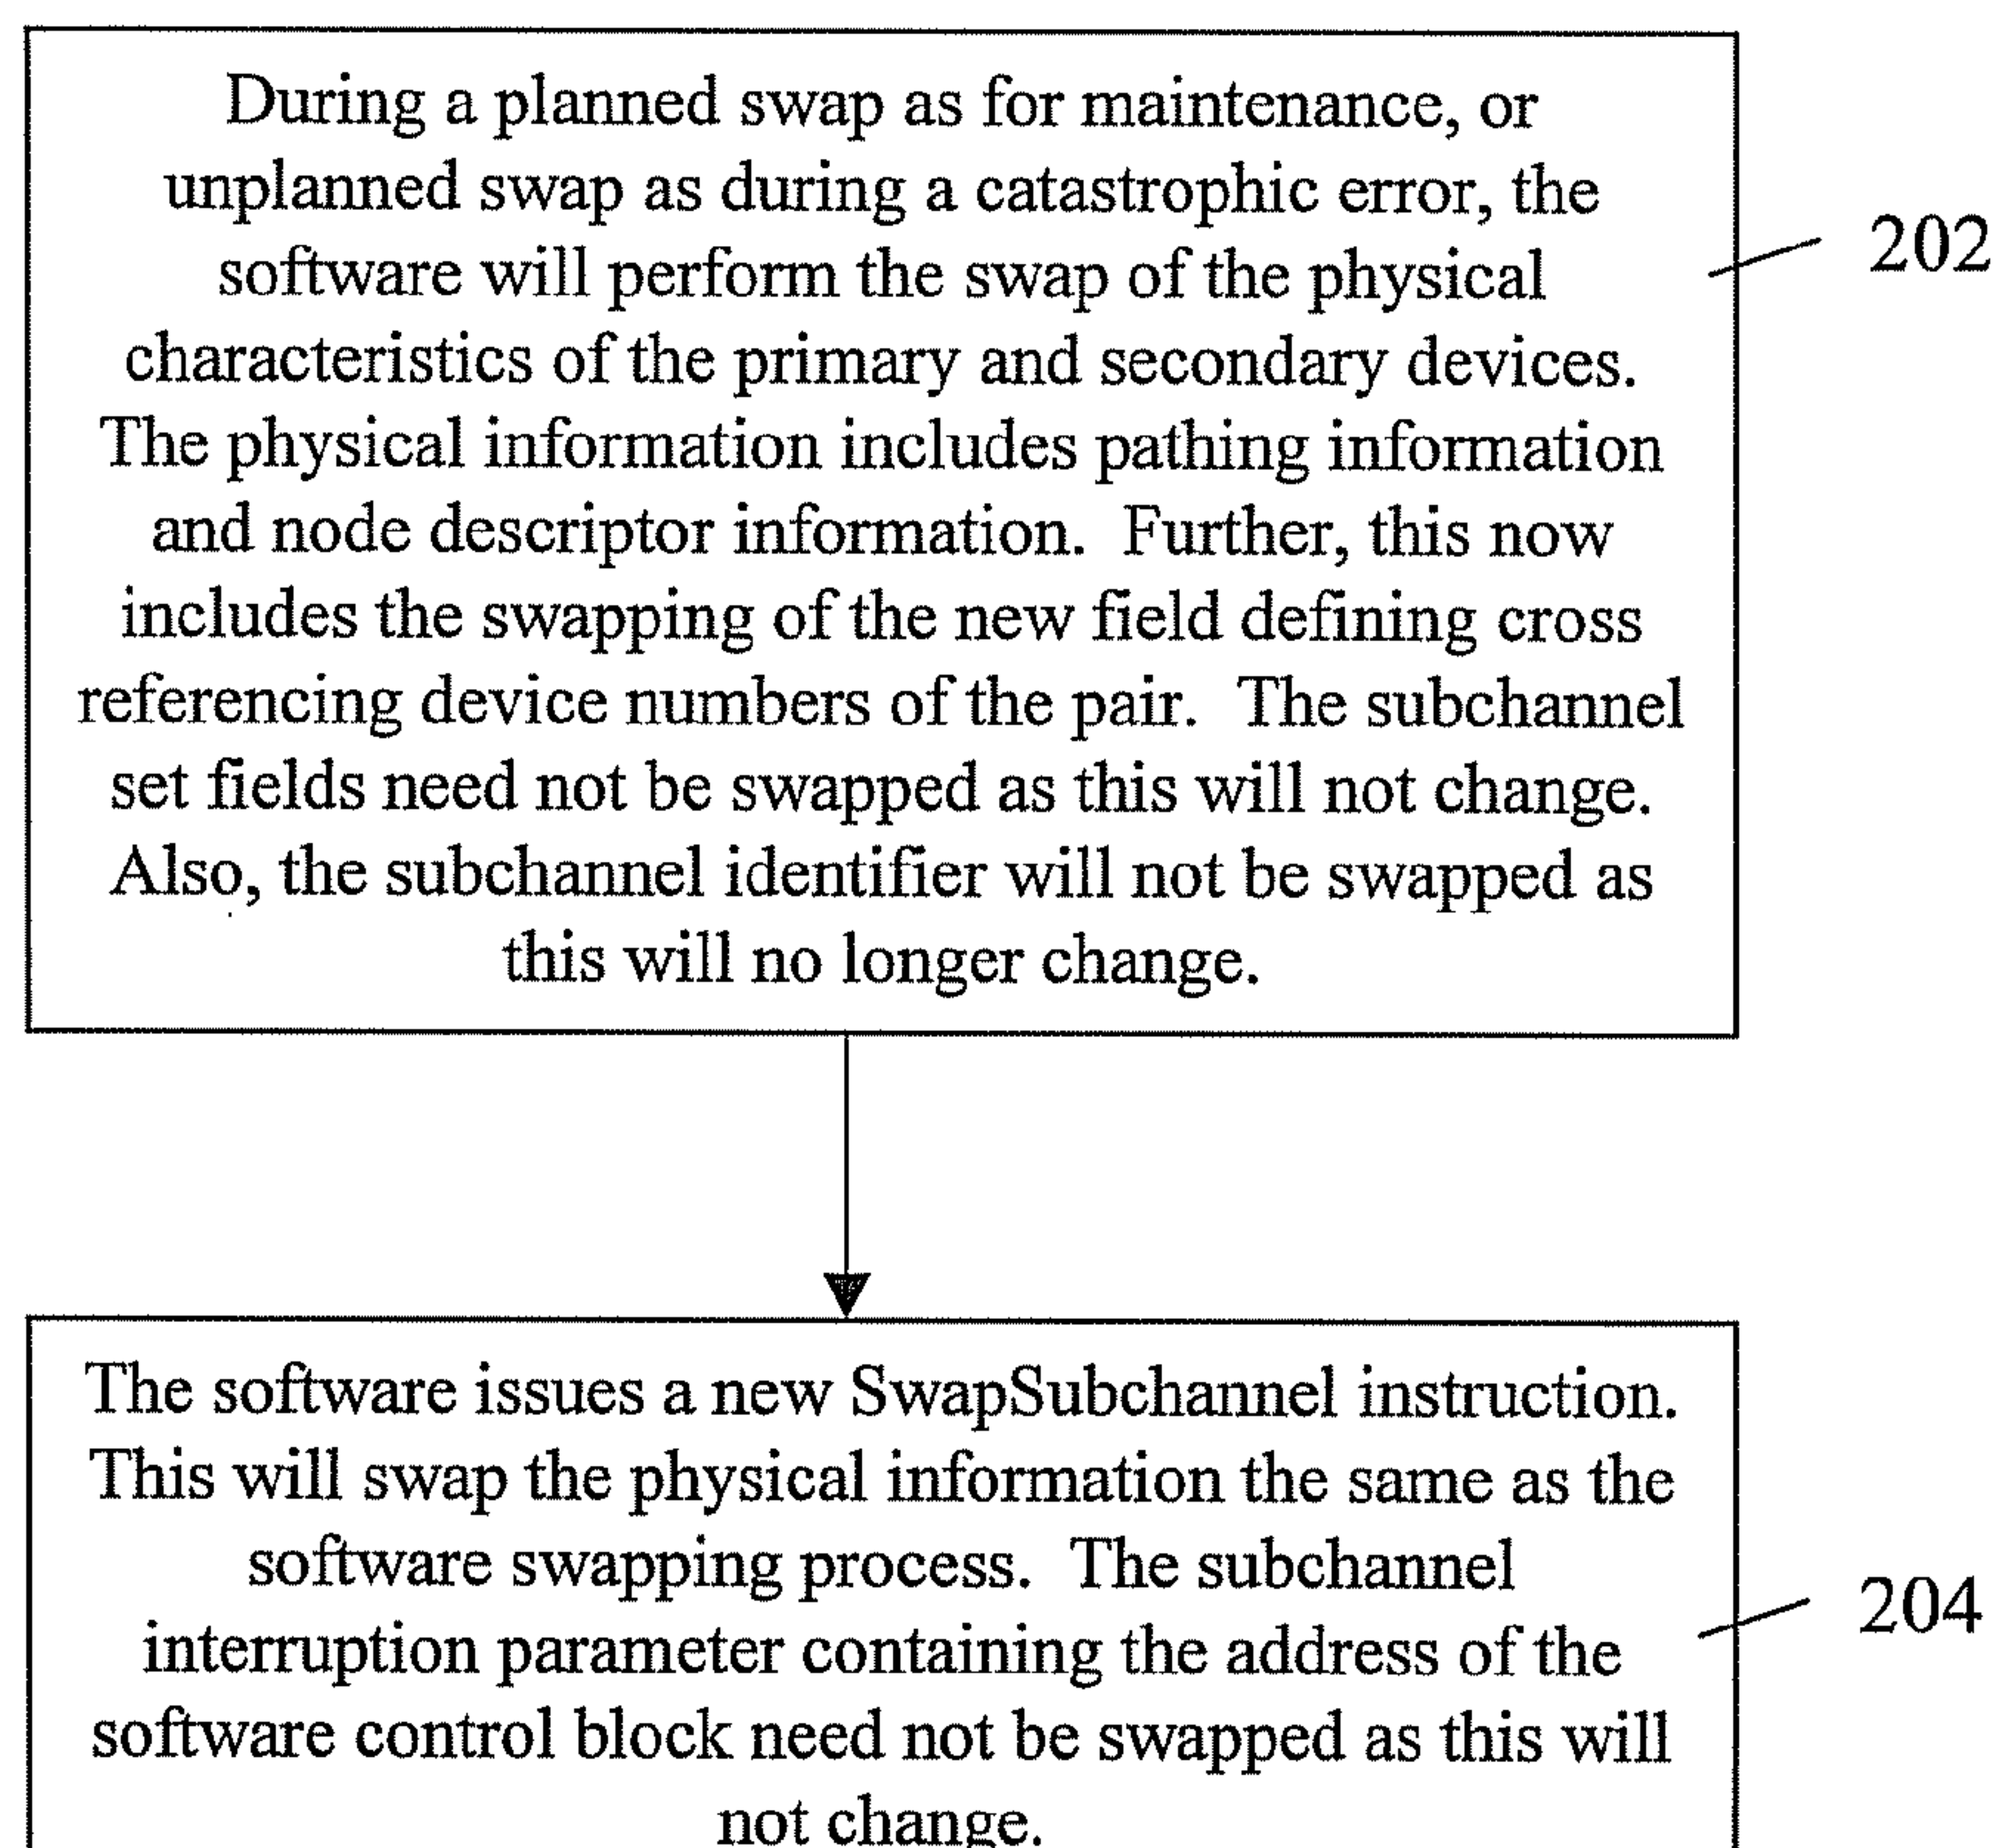 During a planned swap as for maintenance, or
unplanned swap as during a catastrophic error, the
software will perform the swap of the physical
characteristics of the primary and secondary devices.
The physical information includes pathing information
and node descriptor information. Further, this now
includes the swapping of the new field defining cross
referencing device numbers of the pair. The subchannel
set fields need not be swapped as this will not change.
Also, the subchannel identifier will not be swapped as
this will no longer change.
202
The software issues a new SwapSubchannel instruction.
This will swap the physical information the same as the
software swapping process. The subchannel
interruption parameter containing the address of the
software control block need not be swapped as this will
not change.
204